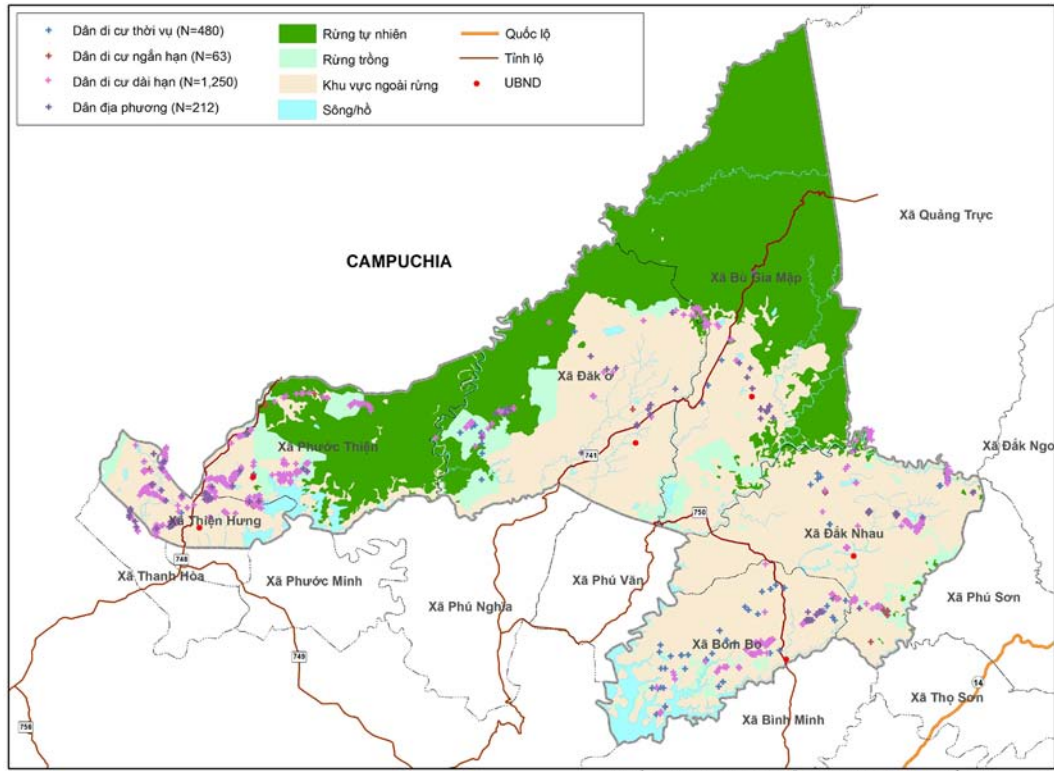 Dân di cư thời vụ (N=480)
Dân di cư ngắn hạn (N=63)
Dân di cư dài hạn (N=1,250)
Dân địa phương (N=212)
Rừng tự nhiên
Rừng trồng
Khu vực ngoài rừng
Sông/hồ
Quốc lộ
Tỉnh lộ
UBND
Xã Quảng Trực
CAMPUCHIA
Xã Bù Gia Mập
Xã Đăk ơ
Xã Phước Thiện
Xã Đắk Ngo
741
Xã Thiện Hưng
750
Xã Đắk Nhau
748
Xã Thanh Hòa
Xã Phước Minh
Xã Phú Văn
Xã Phú Nghĩa
Xã Phú Sơn
Xã Bom Bo
749
14
Xã Thọ Sơn
Xã Bình Minh
756